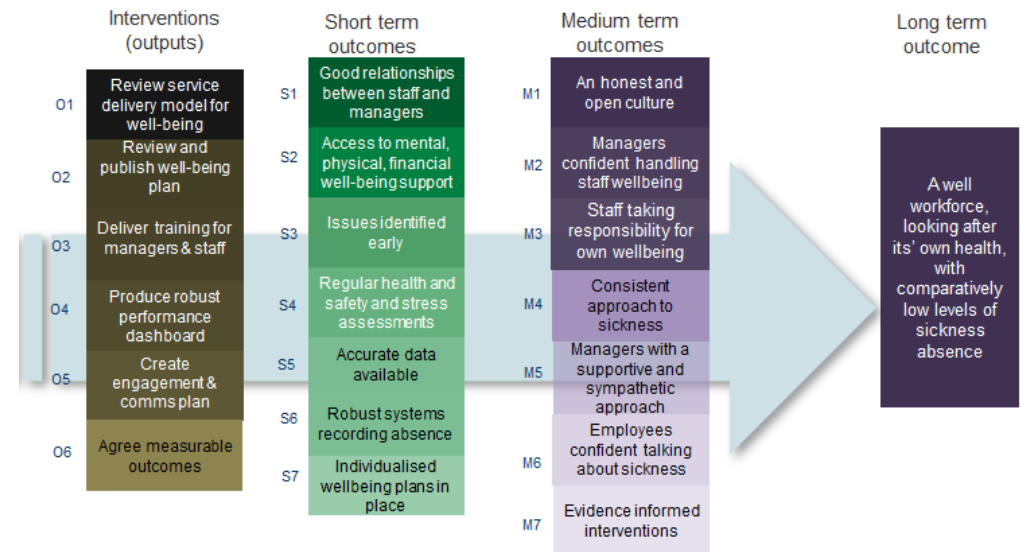 Interventions
(outputs)
O1
Review service
delivery model for
well-being
O2
Review and
publish well-being
plan
O3
Deliver training for
managers & staff
O4
Produce robust
performance
dashboard
O5
Create
engagement &
comms plan
O6
Agree measurable
outcomes
Short term
outcomes
S1
Good relationships
between staff and
managers
S2
Access to mental,
physical, financial
well-being support
S3
Issues identified
early
S4
Regular health and
safety and stress
assessments
S5
Accurate data
available
S6
Robust systems
recording absence
S7
Individualised
wellbeing plans in
place
Medium term
outcomes
M1
An honest and
open culture
M2
Managers
confident handling
staff wellbeing
M3
Staff taking
responsibility for
own wellbeing
M4
Consistent
approach to
sickness
M5
Managers with a
supportive and
sympathetic
approach
M6
Employees
confident talking
about sickness
M7
Evidence informed
interventions
Long term
outcome
A well
workforce,
looking after
its' own health,
with
comparatively
low levels of
sickness
absence